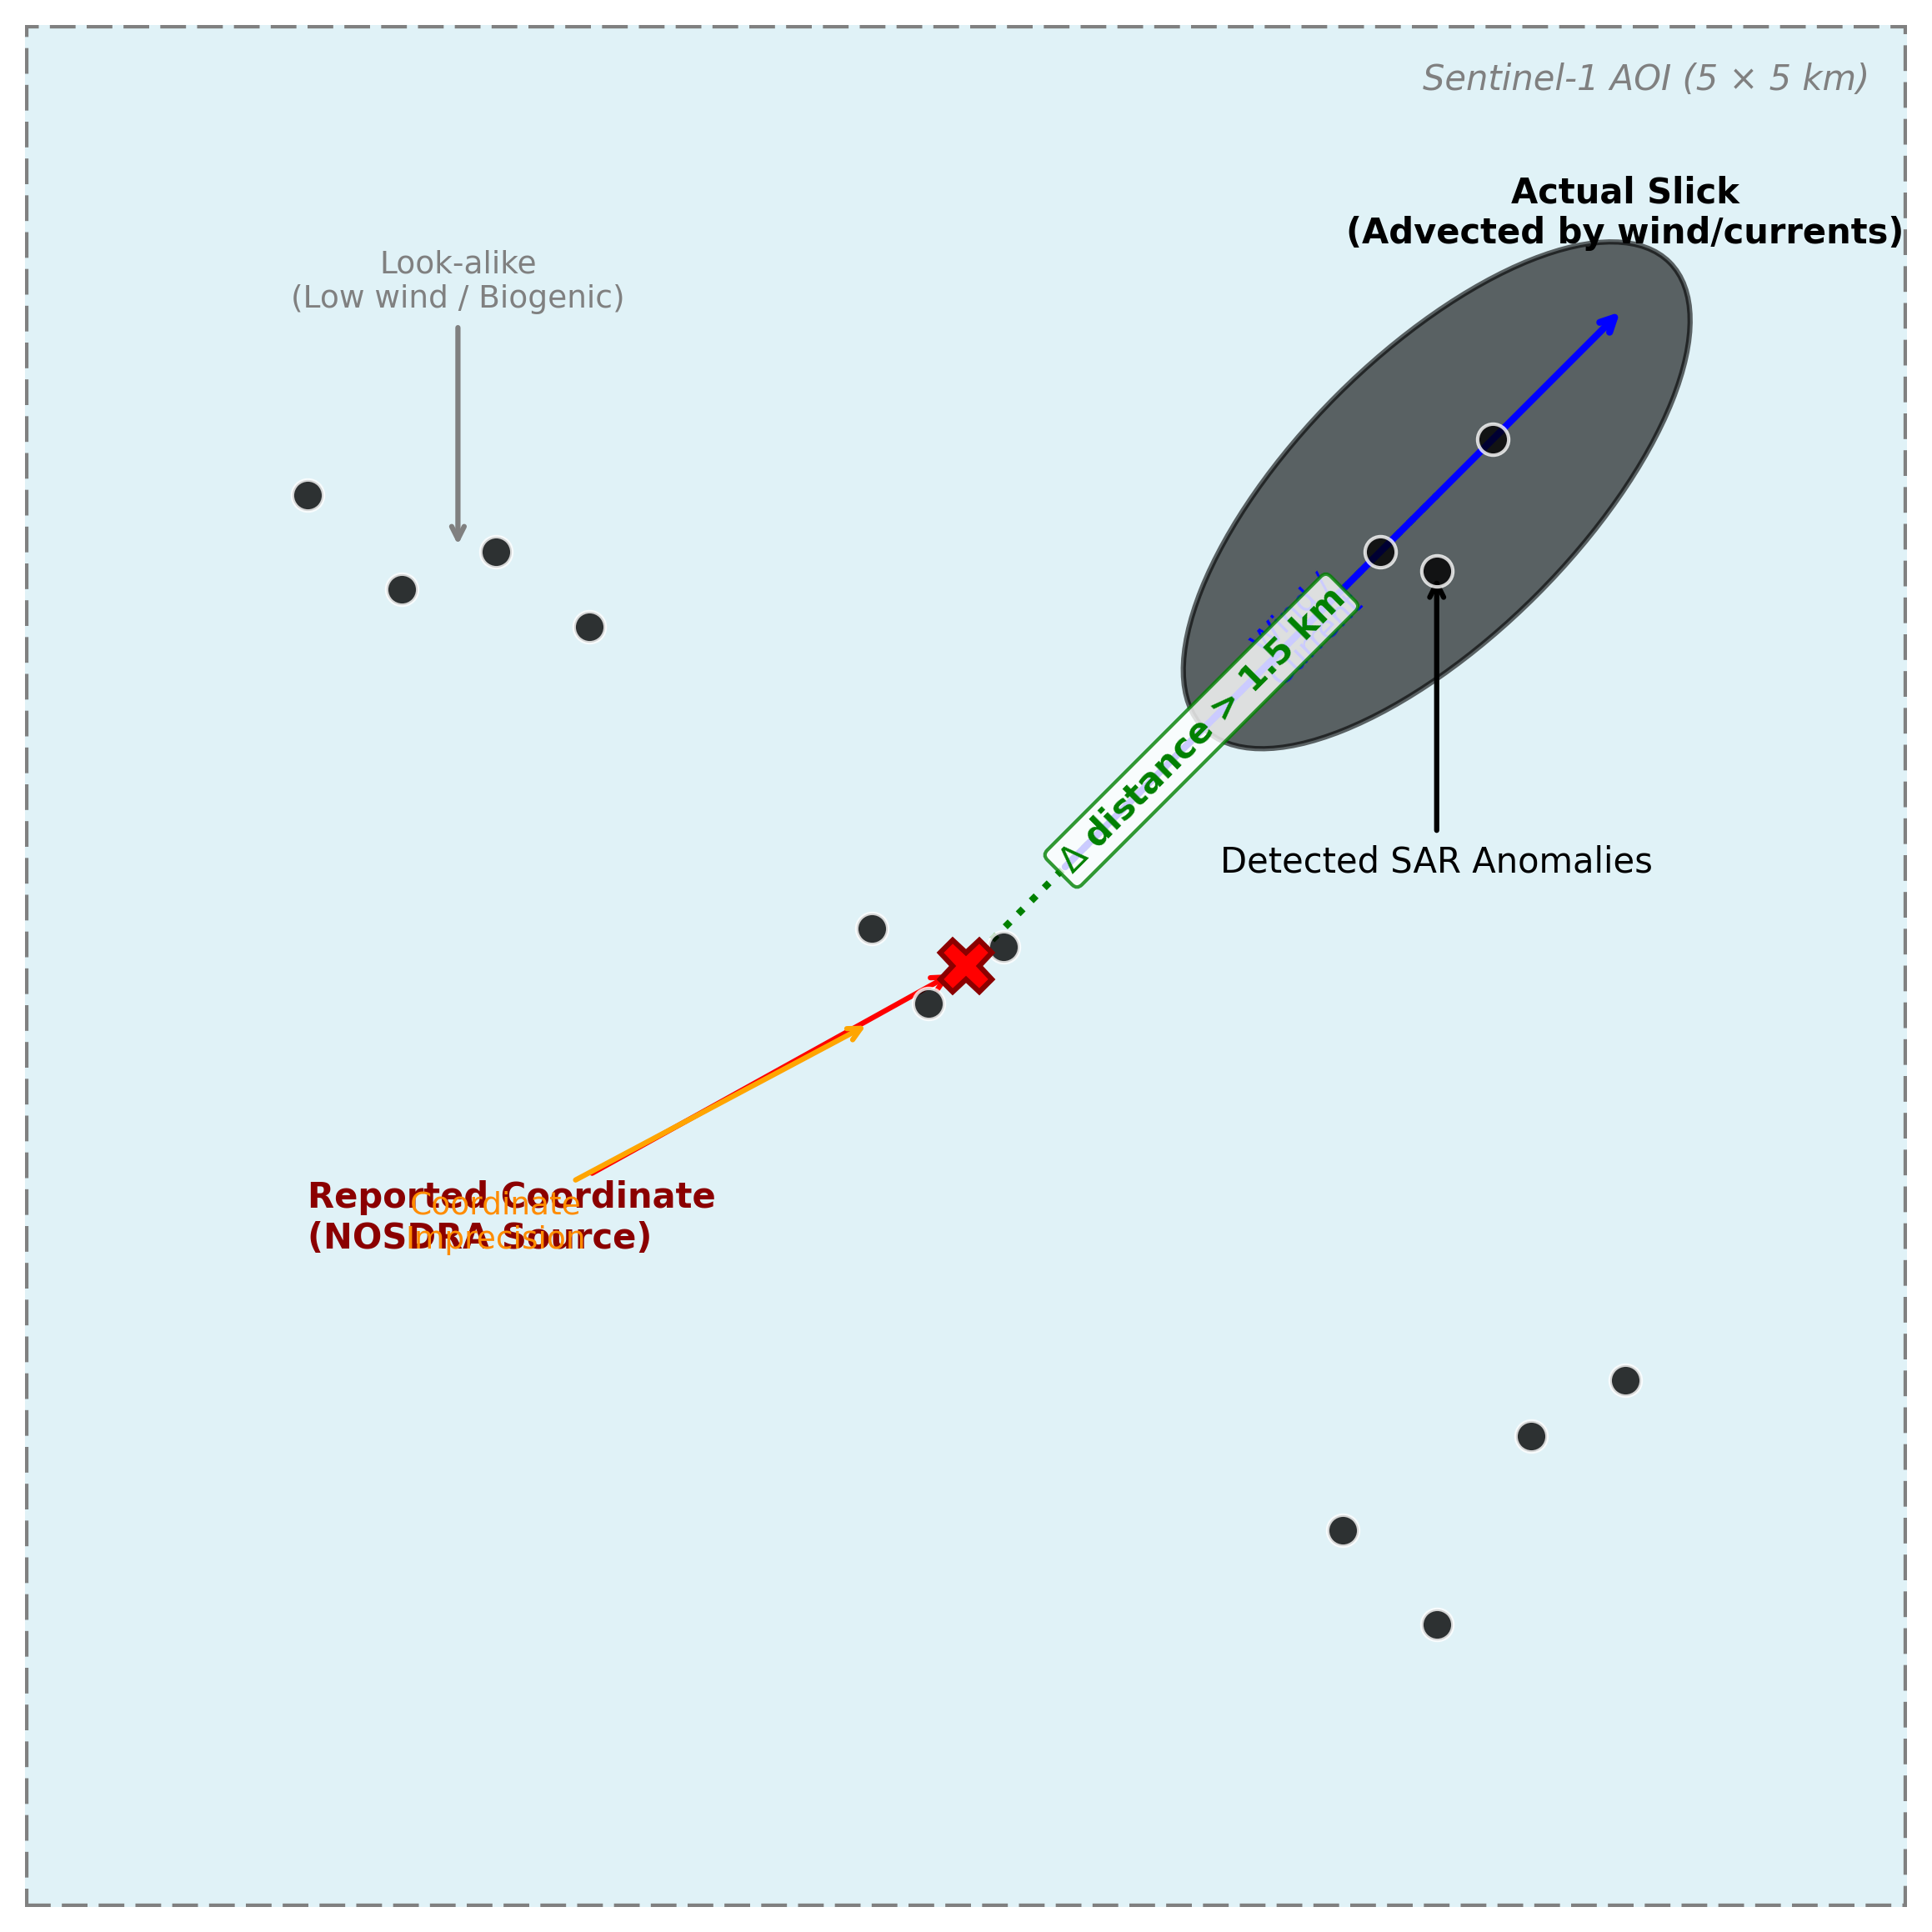 Sentinel-1 AOI (5 × 5 km)
Actual Slick
(Advected by wind/currents)
Look-alike
(Low wind / Biogenic)
Δ distance > 1.5 km
Detected SAR Anomalies
Reported Coordinate
(NOSDRA Source)
Coordinate
Imprecision